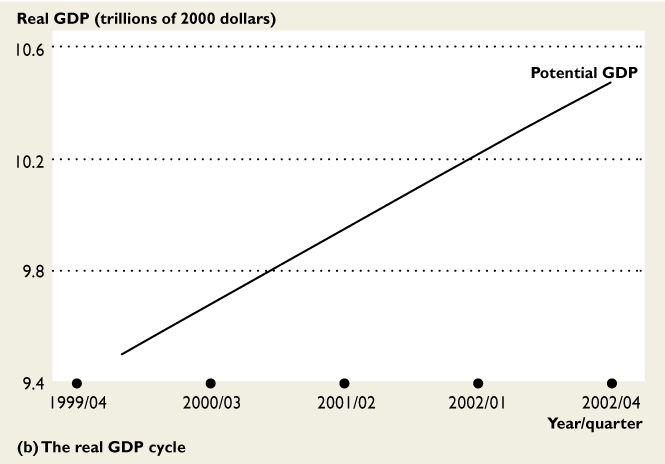 Real GDP (trillions of 2000 dollars)
10.6
Potential GDP
10.2
9.8
9.4
1999/04 2000/03 2001/02 2002/01 2002/04
Year/quarter
(b) The real GDP cycle